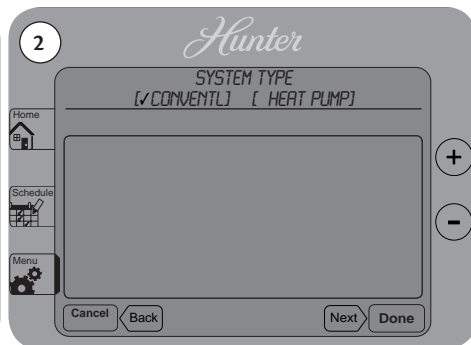 2
Hunter
SYSTEM TYPE
[✓CONVENTL] [ HEAT PUMP]
Home
+
Schedule
-
Menu
Cancel Back Next Done